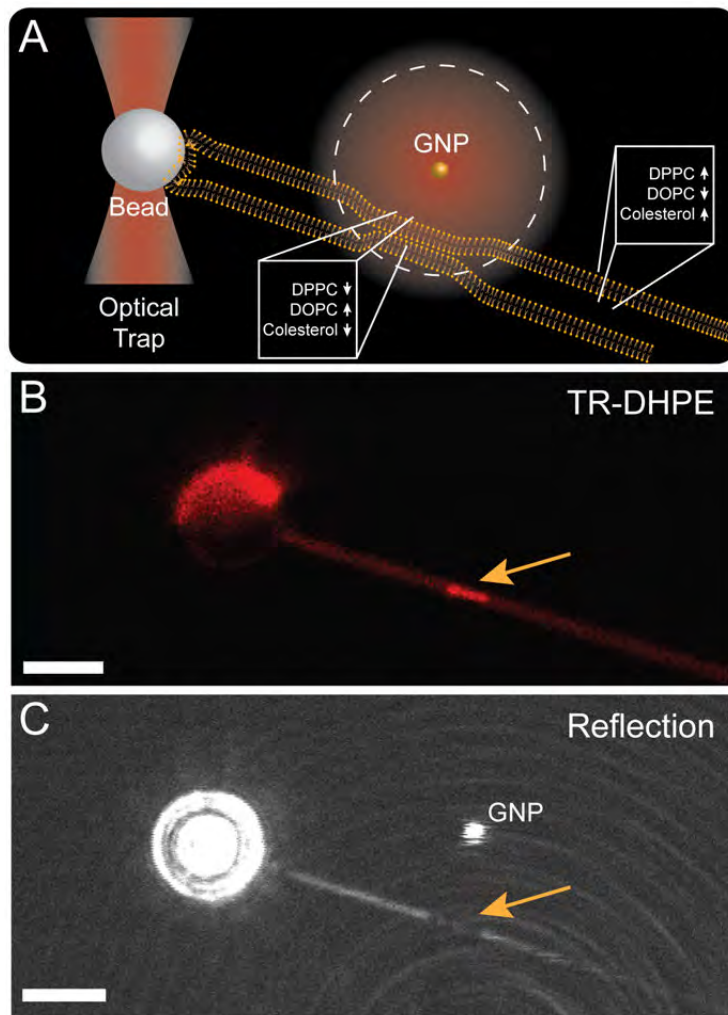 A
GNP
Bead
Optical
Trap
DPPC ↓
DOPC ↑
Colesterol ↓
DPPC ↑
DOPC ↓
Colesterol ↑
B
TR-DHPE
C
Reflection
GNP